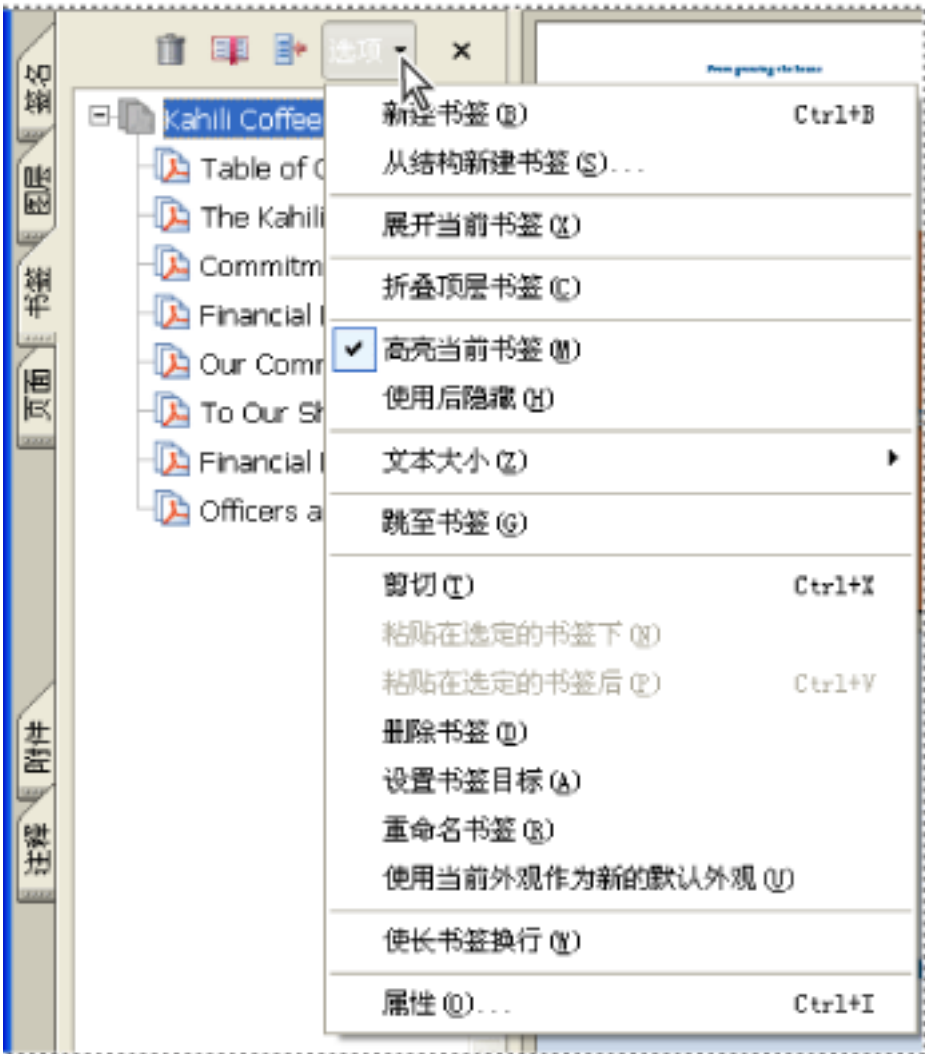 选项
From growing the beans
签名
图层
书签
页面
附件
注释
Kahili Coffee
Table of C
The Kahili
Commitm
Financial
Our Comm
To Our Sh
Financial
Officers a
新建书签(B) Ctrl+B
从结构新建书签(S)...
展开当前书签(X)
折叠顶层书签(C)
高亮当前书签(M)
使用后隐藏(H)
文本大小(Z)
跳至书签(G)
剪切(T) Ctrl+X
粘贴在选定的书签下(N)
粘贴在选定的书签后(P) Ctrl+V
删除书签(D)
设置书签目标(A)
重命名书签(R)
使用当前外观作为新的默认外观(U)
使长书签换行(W)
属性(O)... Ctrl+I